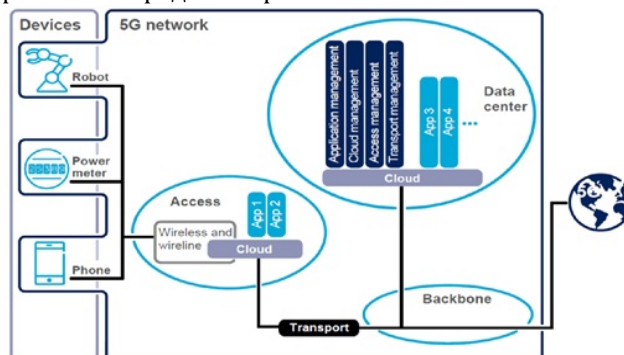 Devices
5G network
Robot
Power
meter
Phone
Access
Wireless and
wireline
App 1
App 2
Cloud
Application management
Cloud management
Access management
Transport management
App 3
App 4
...
Data
center
Cloud
Transport
Backbone
5G